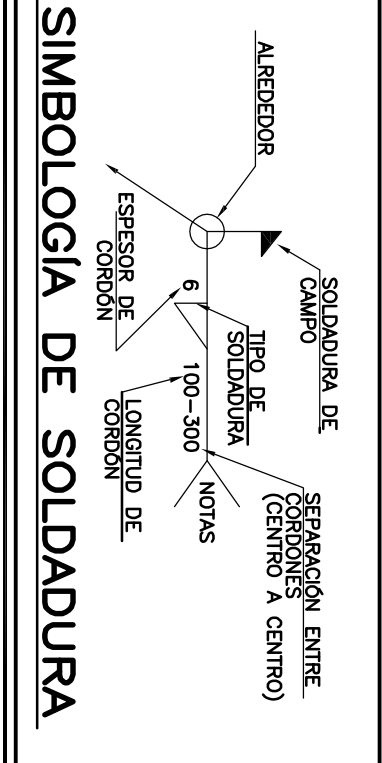 SOLDADURA DE
CAMPO
SEPARACIÓN ENTRE
CORDONES
(CENTRO A CENTRO)
ALREDEDOR
TIPO DE
SOLDADURA
NOTAS
6
100-300
ESPESOR DE
CORDÓN
LONGITUD DE
CORDÓN
SIMBOLOGÍA DE SOLDADURA